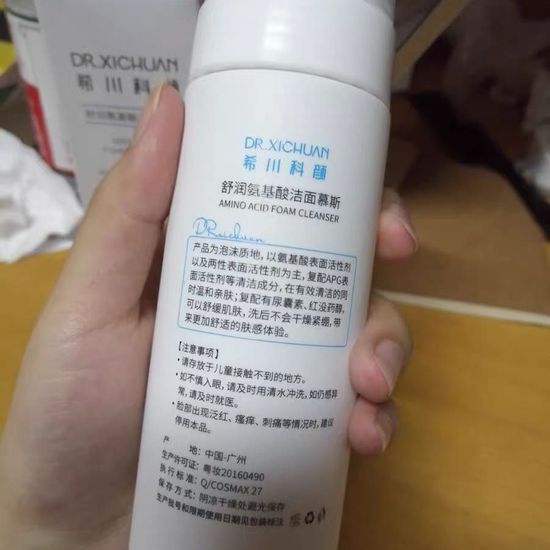 DR.XICHUAN
希川科颜
DR.XICHUAN
希川科颜
舒润氨基酸洁面慕斯
AMINO ACID FOAM CLEANSER
产品为泡沫质地,以氨基酸表面活性剂
以及两性表面活性剂为主,复配APG表
面活性剂等清洁成分,在有效清洁的同
时温和亲肤;复配有尿囊素、红没药醇,
可以舒缓肌肤,洗后不会干燥紧绷,带
来更加舒适的肤感体验。
【注意事项】
·请存放于儿童接触不到的地方。
·如不慎入眼,请及时用清水冲洗,如仍感异
常,请及时就医。
·脸部出现泛红、瘙痒、刺痛等情况时,建议
停用本品。
产 地:中国-广州
生产许可证:粤妆20160490
执行标准:Q/COSMAX 27
保存方式:阴凉干燥处避光保存
生产批号和限期使用日期见包装标注